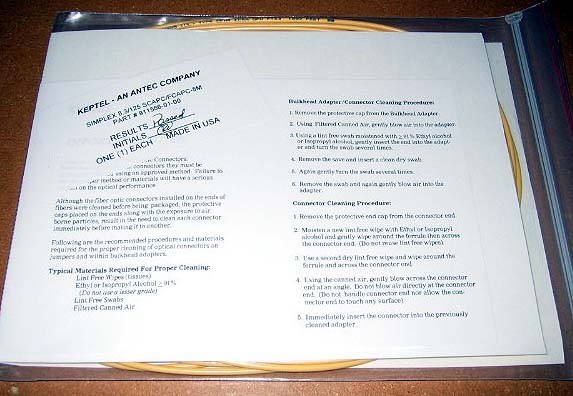 KEPTEL - AN ANTEC COMPANY
SIMPLEX 8.3/125 SCAPC/FCAPC-5M
PART # 811508-01-00
RESULTS Passed
INITIALS
ONE (1) EACH MADE IN USA
Connectors:
connectors they must be
using an approved method. Failure to
method or materials will have a serious
on the optical performance.
Although the fiber optic connectors installed on the ends of
fibers were cleaned before being packaged, the protective
caps placed on the ends along with the exposure to air
borne particles, result in the need to clean each connector
immediately before mating it to another.
Following are the recommended procedures and materials
required for the proper cleaning of optical connectors on
jumpers and within bulkhead adapters.
Typical Materials Required For Proper Cleaning:
Lint Free Wipes (tissues)
Ethyl or Isopropyl Alcohol ≥ 91%
(Do not use a lesser grade)
Lint Free Swabs
Filtered Canned Air
Bulkhead Adapter/Connector Cleaning Procedure:
1. Remove the protective cap from the Bulkhead Adapter.
2. Using Filtered Canned Air, gently blow air into the adapter.
3. Using a lint free swab moistened with ≥ 91% Ethyl alcohol
or Isopropyl alcohol, gently insert the end into the adapt-
er and turn the swab several times.
4. Remove the save and insert a clean dry swab.
5. Again gently turn the swab several times.
6. Remove the swab and again gently blow air into the
adapter.
Connector Cleaning Procedure:
1. Remove the protective end cap from the connector end.
2. Moisten a new lint free wipe with Ethyl or Isopropyl
alcohol and gently wipe around the ferrule then across
the connector end. (Do not reuse lint free wipes).
3. Use a second dry lint free wipe and wipe around the
ferrule and across the connector end.
4. Using the canned air, gently blow across the connector
end at an angle. Do not blow air directly at the connector
end. (Do not handle connector end nor allow the con-
nector end to touch any surface)
5. Immediately insert the connector into the previously
cleaned adapter.